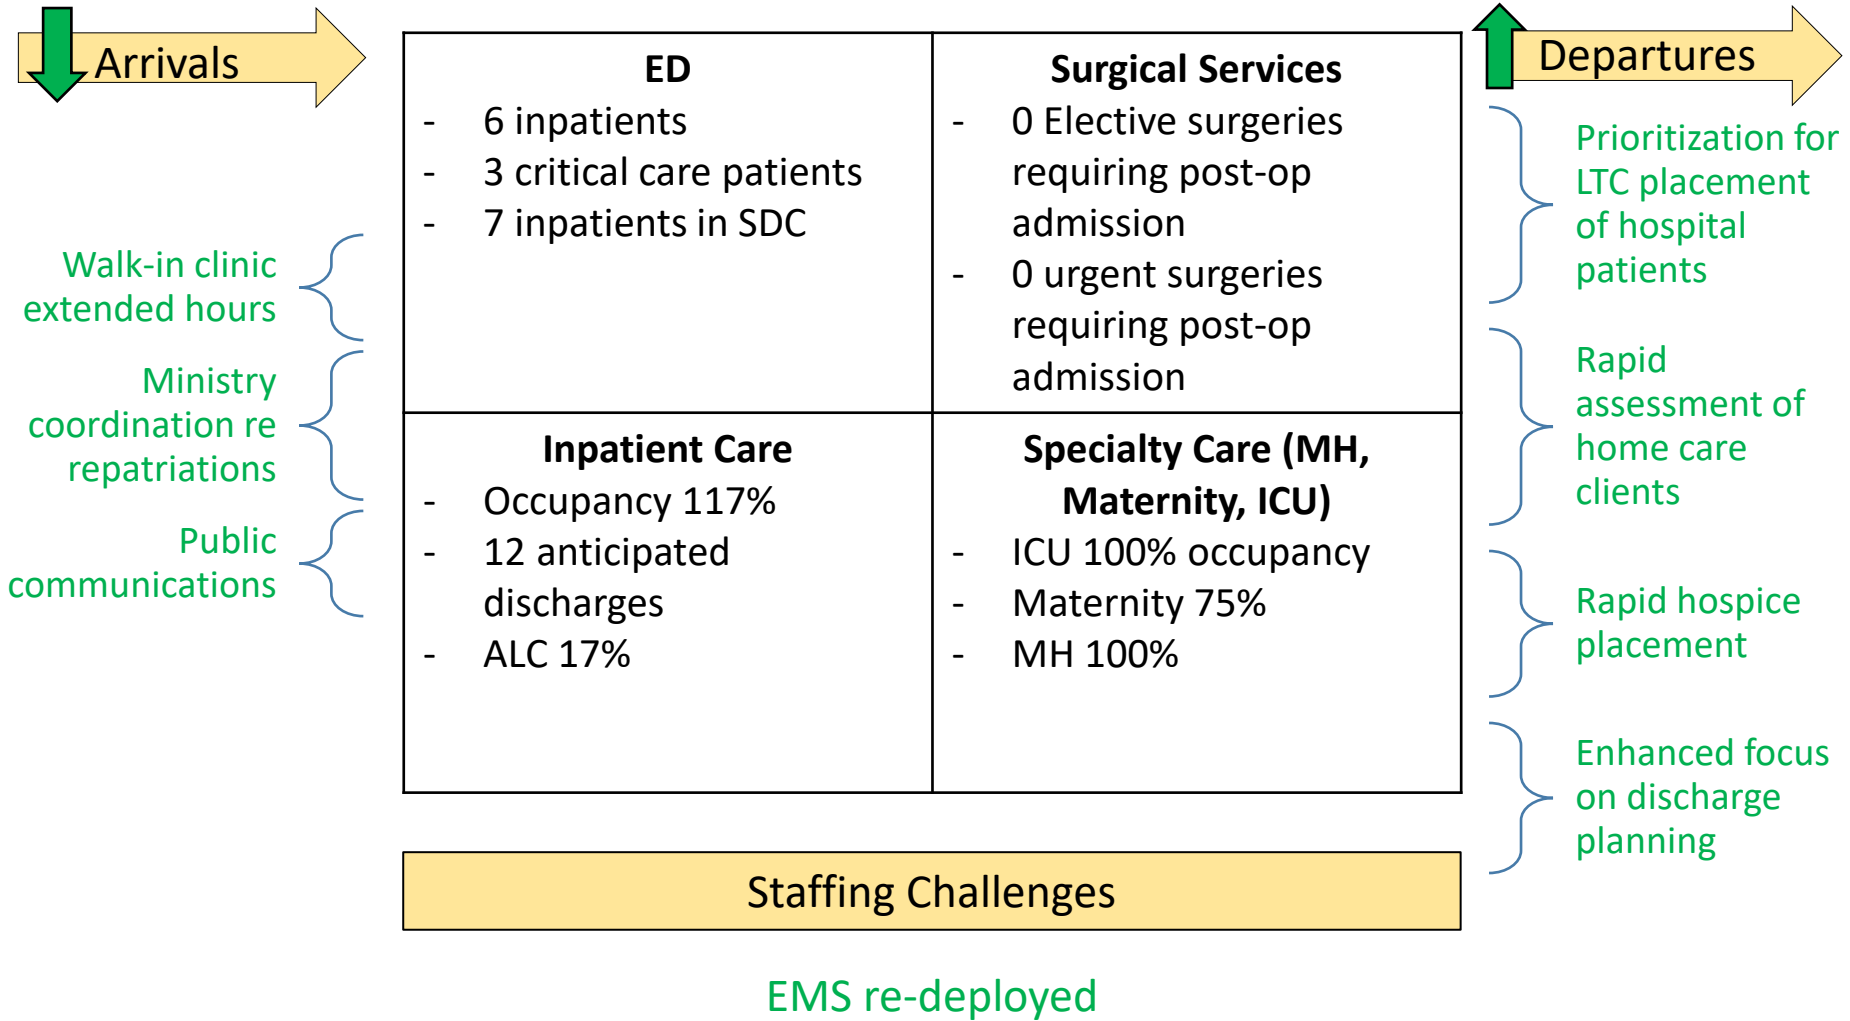 Arrivals
Walk-in clinic
extended hours
Ministry
coordination re
repatriations
Public
communications
ED
- 6 inpatients
- 3 critical care patients
- 7 inpatients in SDC
Surgical Services
- 0 Elective surgeries
requiring post-op
admission
- 0 urgent surgeries
requiring post-op
admission
Inpatient Care
- Occupancy 117%
- 12 anticipated
discharges
- ALC 17%
Specialty Care (MH,
Maternity, ICU)
- ICU 100% occupancy
- Maternity 75%
- MH 100%
Departures
Prioritization for
LTC placement
of hospital
patients
Rapid
assessment of
home care
clients
Rapid hospice
placement
Enhanced focus
on discharge
planning
Staffing Challenges
EMS re-deployed